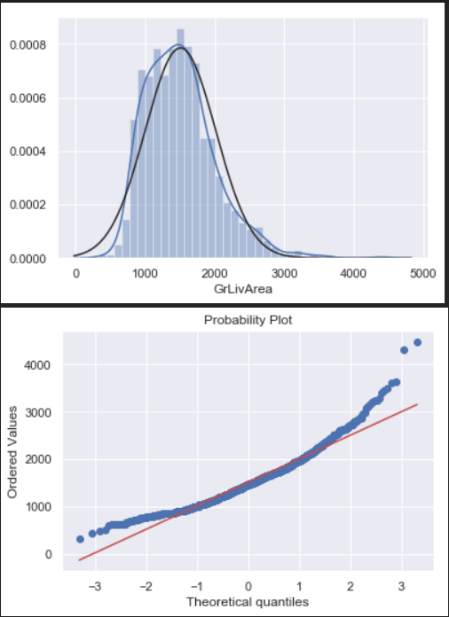 0.0008
0.0006
0.0004
0.0002
0.0000
0 1000 2000 3000 4000 5000
GrLivArea
Probability Plot
4000
3000
2000
1000
0
Ordered Values
−3 −2 −1 0 1 2 3
Theoretical quantiles